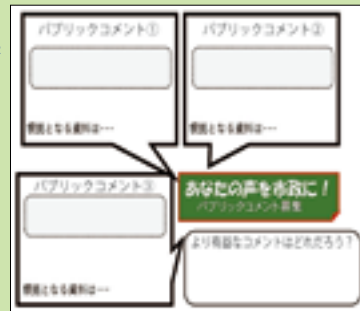 パブリックコメント①
パブリックコメント②
根拠となる資料は…
根拠となる資料は…
パブリックコメント③
あなたの声を市政に!
パブリックコメント募集
より有益なコメントはどれだろう?
根拠となる資料は…